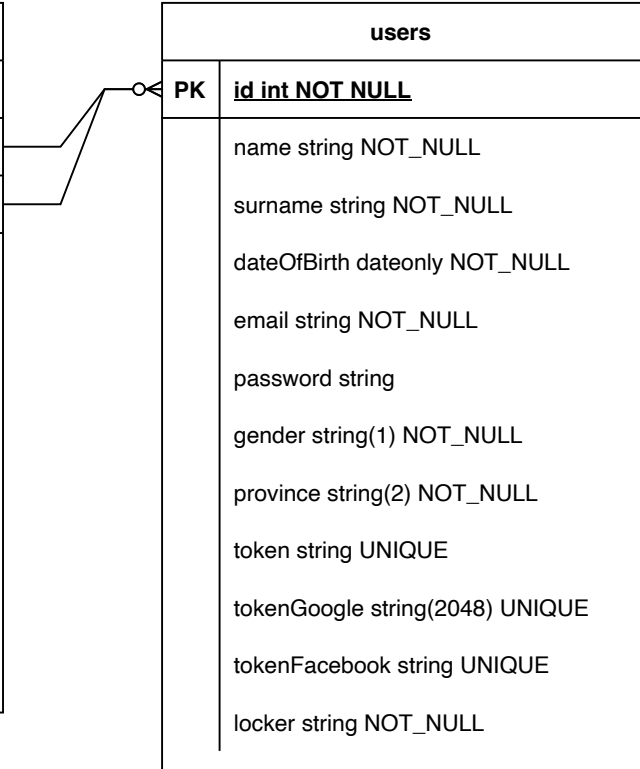 users
PK id int NOT NULL
name string NOT_NULL
surname string NOT_NULL
dateOfBirth dateonly NOT_NULL
email string NOT_NULL
password string
gender string(1) NOT_NULL
province string(2) NOT_NULL
token string UNIQUE
tokenGoogle string(2048) UNIQUE
tokenFacebook string UNIQUE
locker string NOT_NULL